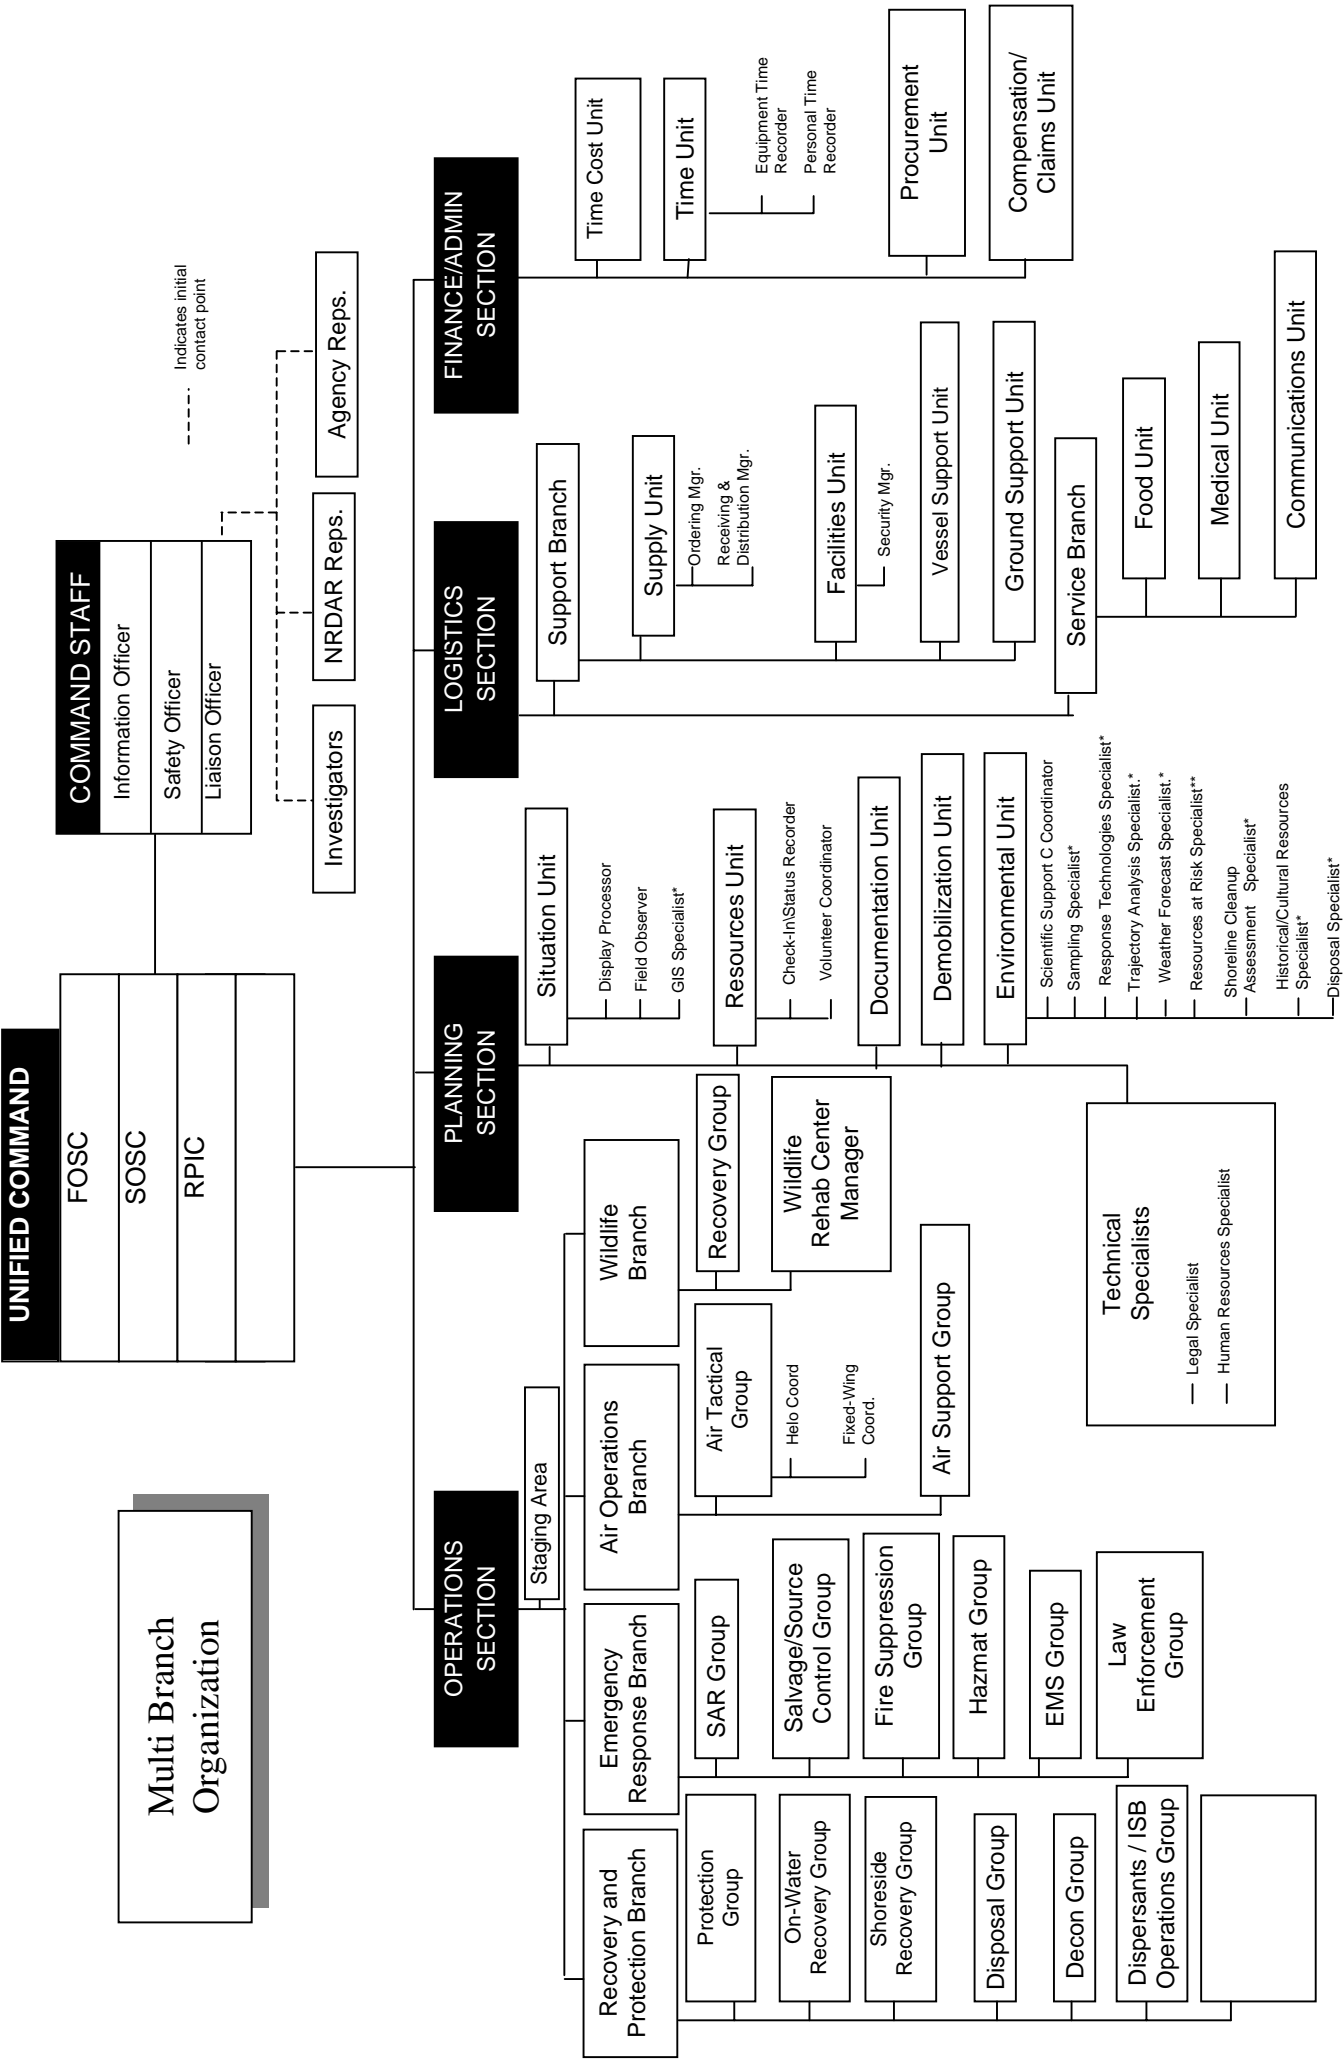 Multi Branch
Organization
UNIFIED COMMAND
FOSC
SOSC
RPIC
COMMAND STAFF
Information Officer
Safety Officer
Liaison Officer
Indicates initial
contact point
Investigators
NRDAR Reps.
Agency Reps.
OPERATIONS
SECTION
Staging Area
Recovery and
Protection Branch
Protection
Group
On-Water
Recovery Group
Shoreside
Recovery Group
Disposal Group
Decon Group
Dispersants / ISB
Operations Group
Emergency
Response Branch
SAR Group
Salvage/Source
Control Group
Fire Suppression
Group
Hazmat Group
EMS Group
Law
Enforcement
Group
Air Operations
Branch
Air Tactical
Group
Helo Coord
Fixed-Wing
Coord.
Air Support Group
Wildlife
Branch
Recovery Group
Wildlife
Rehab Center
Manager
PLANNING
SECTION
Situation Unit
Display Processor
Field Observer
GIS Specialist*
Resources Unit
Check-In\Status Recorder
Volunteer Coordinator
Documentation Unit
Demobilization Unit
Environmental Unit
Scientific Support C Coordinator
Sampling Specialist*
Response Technologies Specialist*
Trajectory Analysis Specialist.*
Weather Forecast Specialist.*
Resources at Risk Specialist**
Shoreline Cleanup
Assessment Specialist*
Historical/Cultural Resources
Specialist*
Disposal Specialist*
Technical
Specialists
Legal Specialist
Human Resources Specialist
LOGISTICS
SECTION
Support Branch
Supply Unit
Ordering Mgr.
Receiving &
Distribution Mgr.
Facilities Unit
Security Mgr.
Vessel Support Unit
Ground Support Unit
Service Branch
Food Unit
Medical Unit
Communications Unit
FINANCE/ADMIN
SECTION
Time Cost Unit
Time Unit
Equipment Time
Recorder
Personal Time
Recorder
Procurement
Unit
Compensation/
Claims Unit